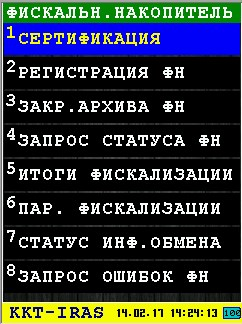 ФИСКАЛЬН.НАКОПИТЕЛЬ
1 СЕРТИФИКАЦИЯ
2 РЕГИСТРАЦИЯ ФН
3 ЗАКР.АРХИВА ФН
4 ЗАПРОС СТАТУСА ФН
5 ИТОГИ ФИСКАЛИЗАЦИИ
6 ПАР. ФИСКАЛИЗАЦИИ
7 СТАТУС ИНФ.ОБМЕНА
8 ЗАПРОС ОШИБОК ФН
KKT-IRAS 14.02.17 14:24:13 100